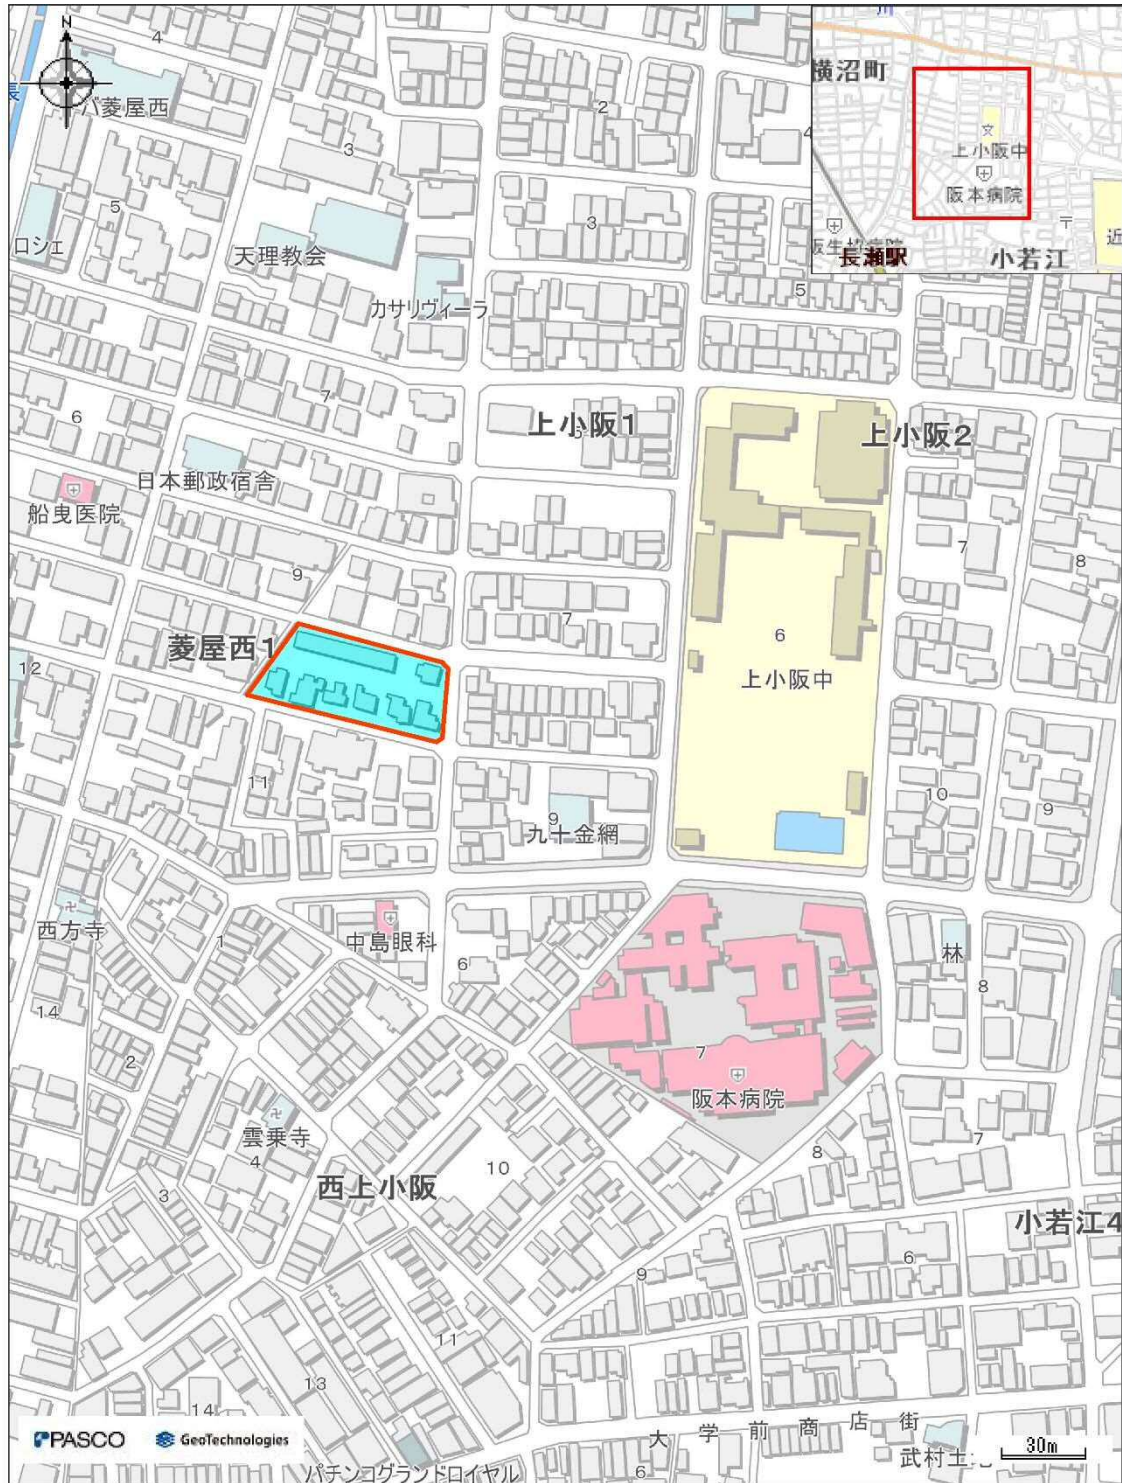 N
4
長
バ菱屋西
3
2
4
5
3
ロシェ
天理教会
カサリヴィーラ
5
川
横沼町
上小阪中
阪本病院
〒
近
長瀬駅
小若江
7
6
上小阪1
上小阪2
日本郵政宿舎
船曳医院
9
7
7
8
菱屋西1
12
6
上小阪中
11
9
九十金網
10
9
西方寺
1
中島眼科
6
林
8
14
2
7
阪本病院
雲乗寺
4
3
西上小阪
10
8
7
小若江4
9
6
11
13
14
大学前商店街
武村土
パチンコグランドロイヤル
6
30m
PASCO
GeoTechnologies